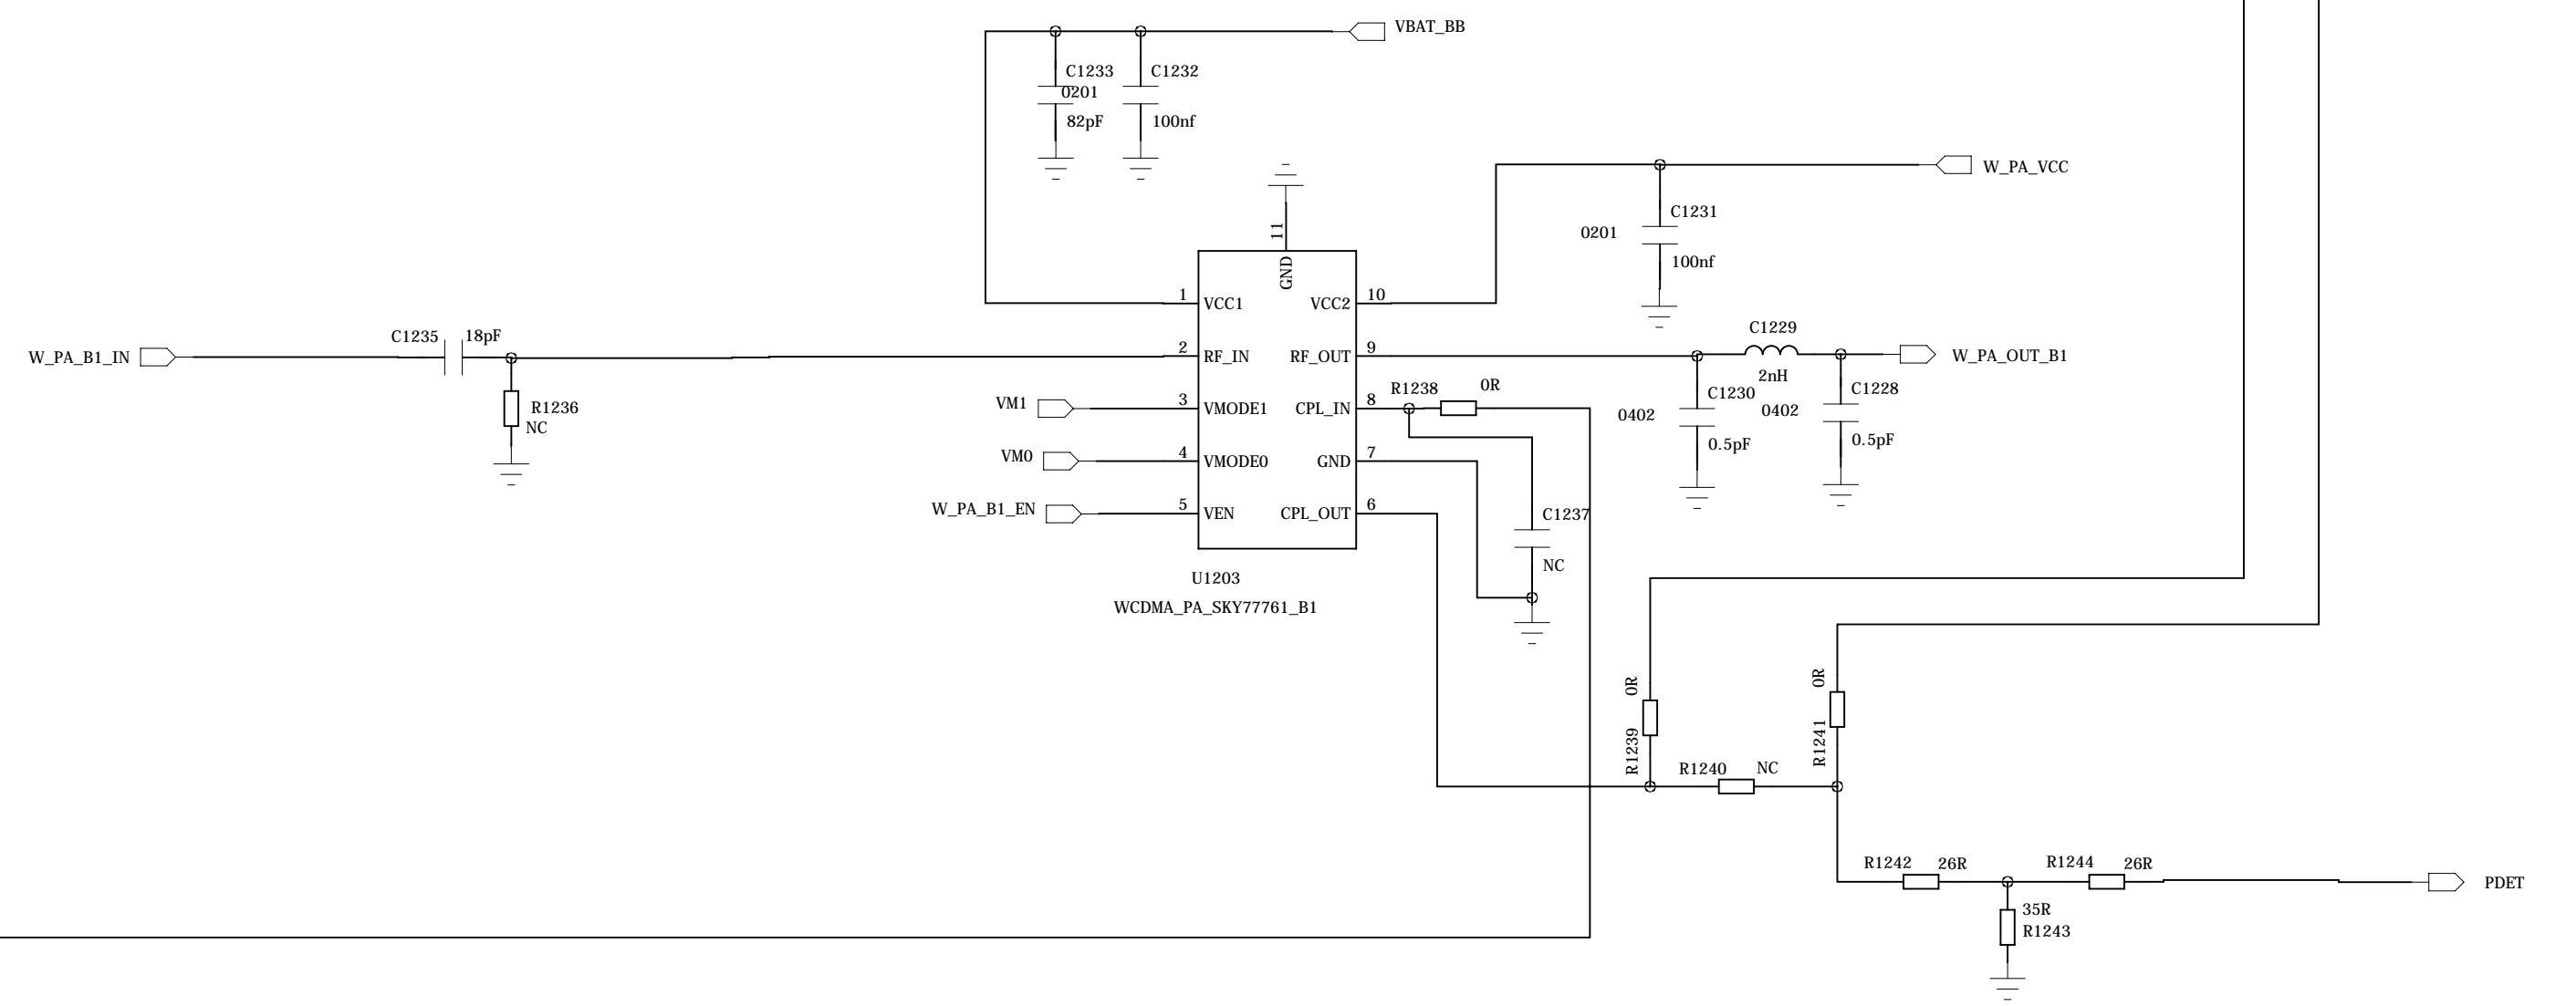 VBAT_BB
C1233
0201
82pF
C1232
100nf
W_PA_VCC
C1231
0201
100nf
11
GND
1
VCC1
VCC2
10
C1235
18pF
W_PA_B1_IN
2
RF_IN
RF_OUT
9
C1229
2nH
W_PA_OUT_B1
C1230
0402
0.5pF
C1228
0402
0.5pF
R1236
NC
VM1
3
VMODE1
CPL_IN
8
R1238
0R
VM0
4
VMODE0
GND
7
W_PA_B1_EN
5
VEN
CPL_OUT
6
C1237
NC
U1203
WCDMA_PA_SKY77761_B1
0R
R1239
0R
R1241
R1240
NC
R1242
26R
R1244
26R
PDET
35R
R1243